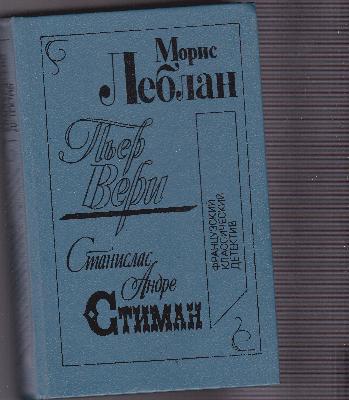 Морис
Леблан
Пьер
Вери
Станислас
Андре
Стиман
ФРАНЦУЗСКИЙ
КЛАССИЧЕСКИЙ
ДЕТЕКТИВ